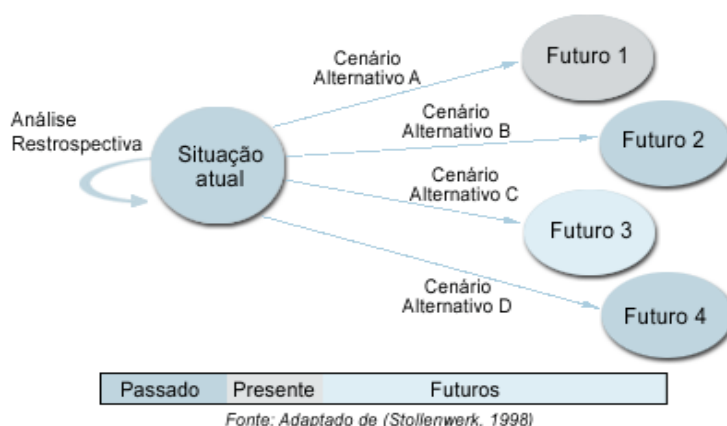 Cenário
Alternativo A
Futuro 1
Análise
Restrospectiva
Situação
atual
Cenário
Alternativo B
Futuro 2
Cenário
Alternativo C
Futuro 3
Cenário
Alternativo D
Futuro 4
Passado Presente Futuros
Fonte: Adaptado de (Stollenwerk, 1998)